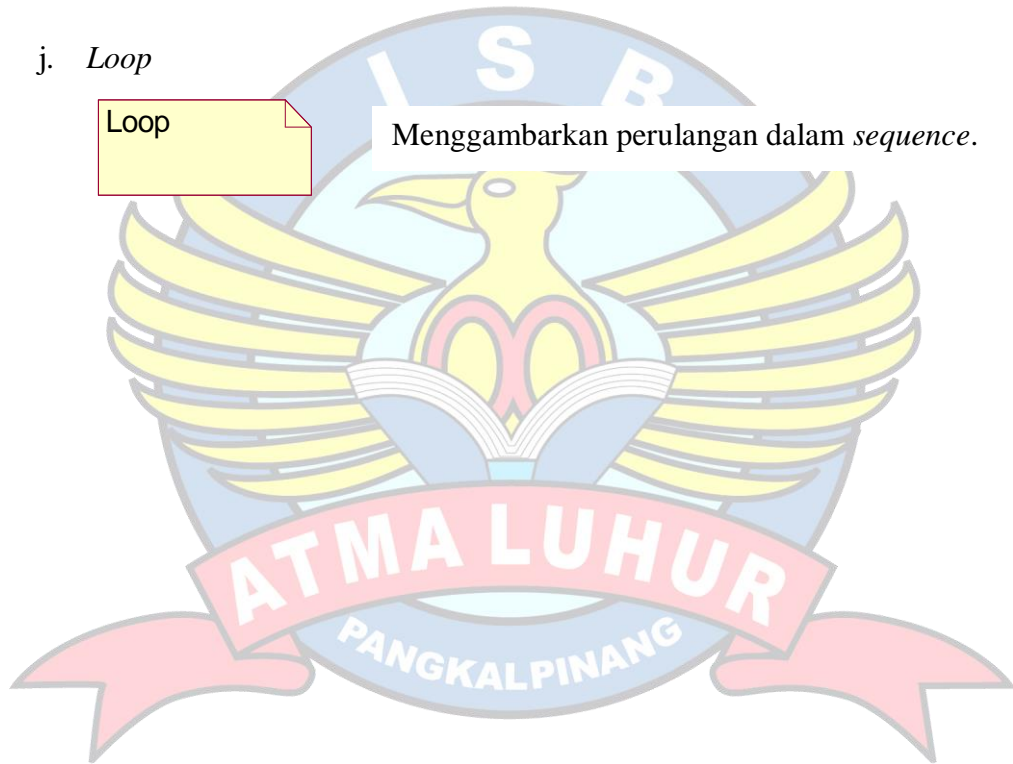 j. Loop
Loop
Menggambarkan perulangan dalam sequence.
I S B
ATMA LUHUR
PANGKALPINANG